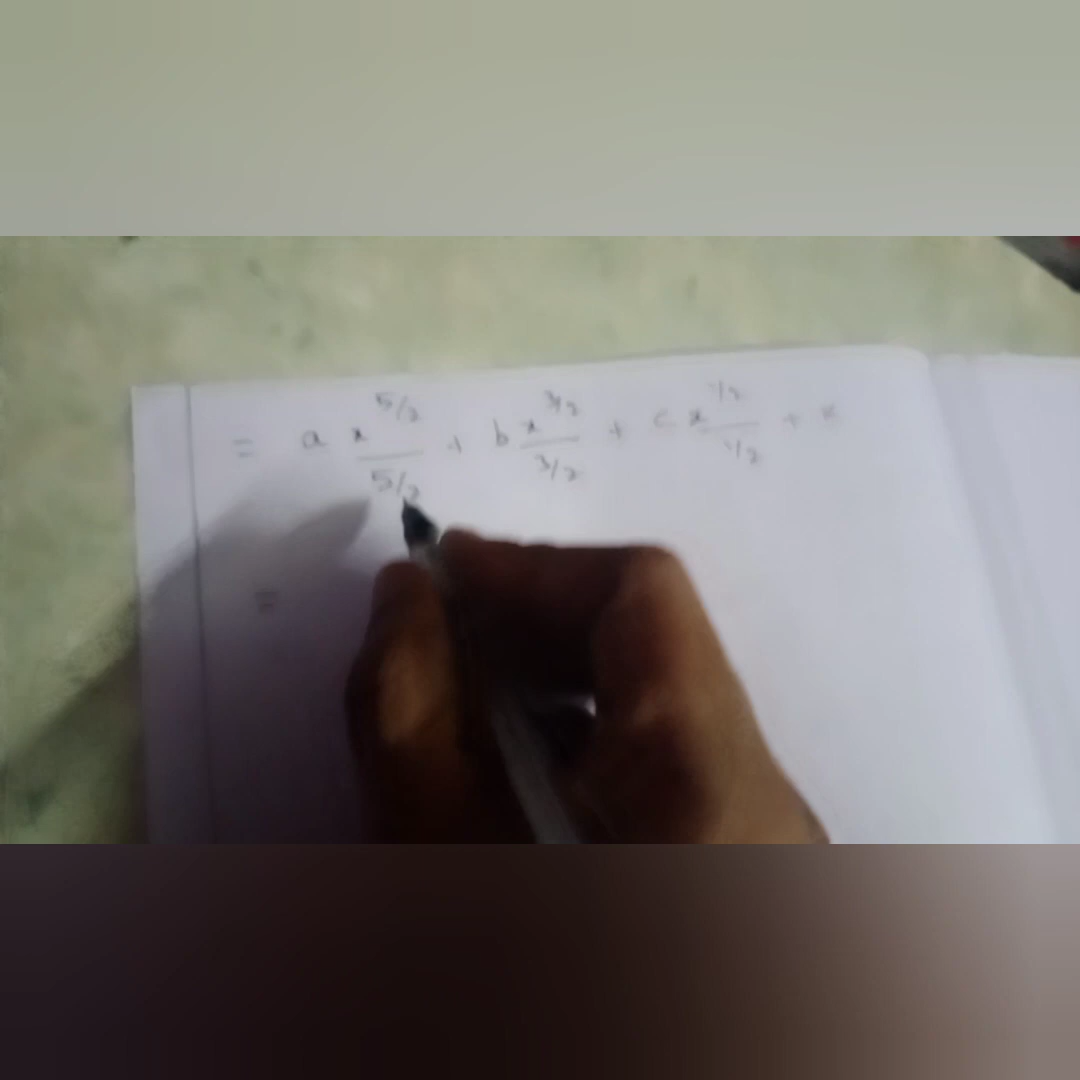 = a x^{5/2}/5/2 + b x^{3/2}/3/2 + c x^{1/2}/1/2 + k
=